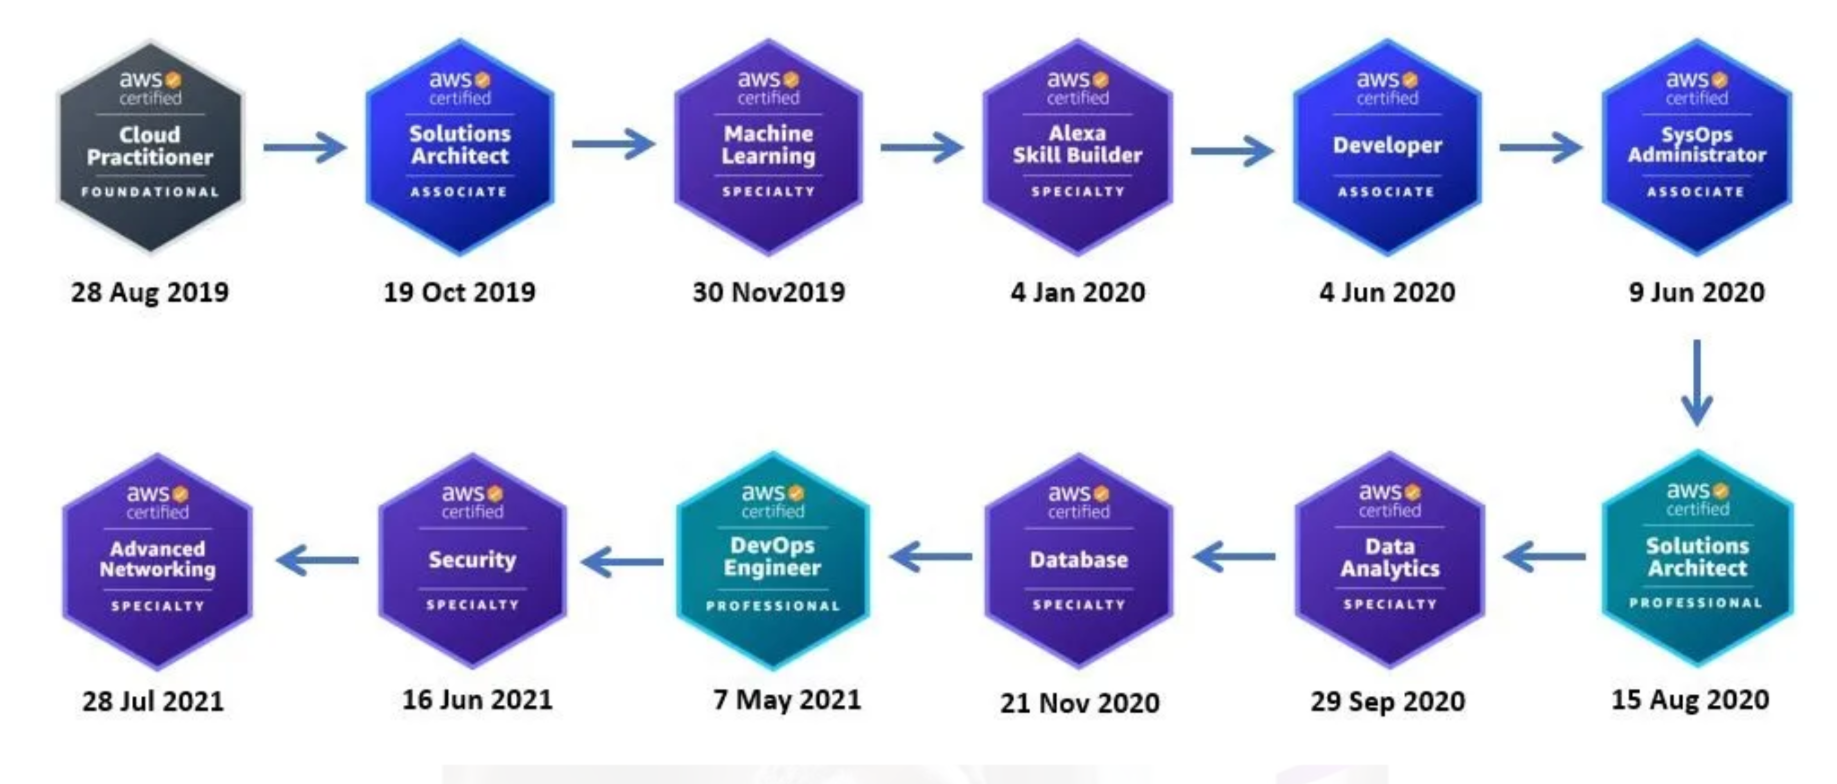 aws
certified
Cloud
Practitioner
FOUNDATIONAL
28 Aug 2019
aws
certified
Solutions
Architect
ASSOCIATE
19 Oct 2019
aws
certified
Machine
Learning
SPECIALTY
30 Nov2019
aws
certified
Alexa
Skill Builder
SPECIALTY
4 Jan 2020
aws
certified
Developer
ASSOCIATE
4 Jun 2020
aws
certified
SysOps
Administrator
ASSOCIATE
9 Jun 2020
aws
certified
Solutions
Architect
PROFESSIONAL
15 Aug 2020
aws
certified
Data
Analytics
SPECIALTY
29 Sep 2020
aws
certified
Database
SPECIALTY
21 Nov 2020
aws
certified
DevOps
Engineer
PROFESSIONAL
7 May 2021
aws
certified
Security
SPECIALTY
16 Jun 2021
aws
certified
Advanced
Networking
SPECIALTY
28 Jul 2021